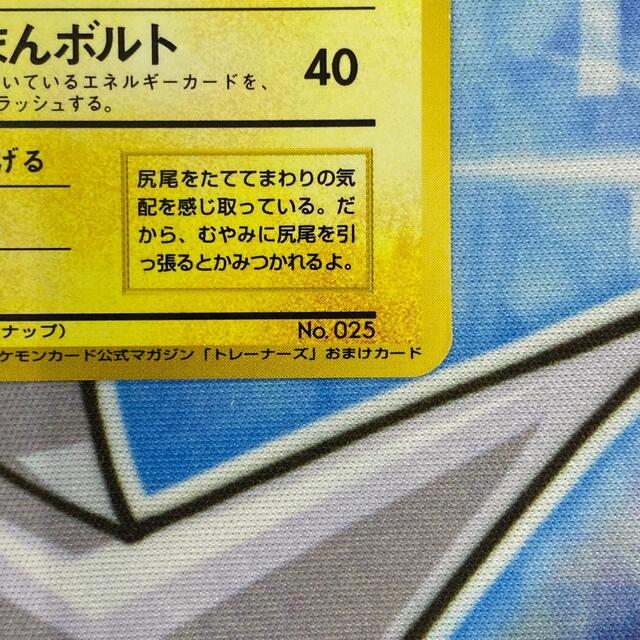 まんボルト
40
いているエネルギーカードを、
ラッシュする。
げる
尻尾をたててまわりの気
配を感じ取っている。だ
から、むやみに尻尾を引
っ張るとかみつかれるよ。
ナップ）
No. 025
ケモンカード公式マガジン「トレーナーズ」おまけカード